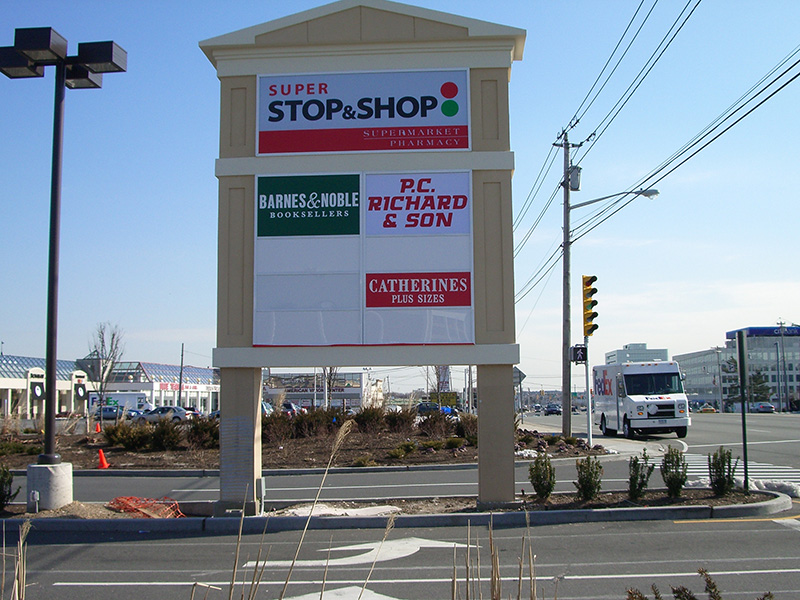 SUPER
STOP&SHOP
SUPERMARKET
PHARMACY
BARNES&NOBLE
BOOKSELLERS
P.C.
RICHARD
& SON
CATHERINES
PLUS SIZES
FedEx